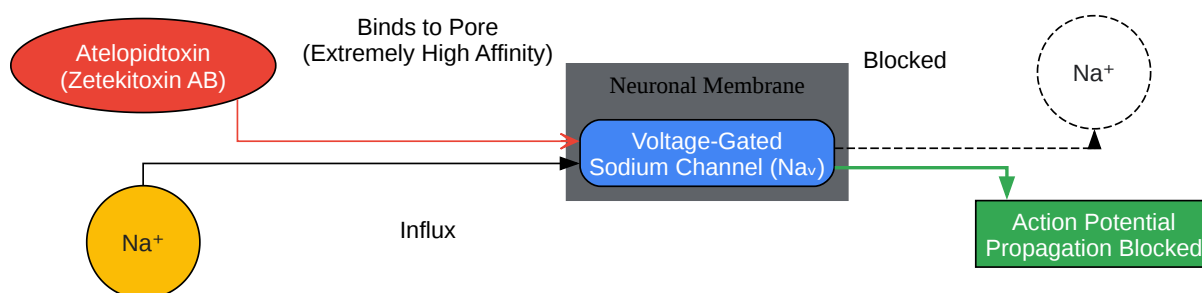 Atelopidtoxin
(Zetekitoxin AB)
Binds to Pore
(Extremely High Affinity)
Blocked
Na⁺
Neuronal Membrane
Voltage-Gated
Sodium Channel (Naᵥ)
Na⁺
Influx
Action Potential
Propagation Blocked